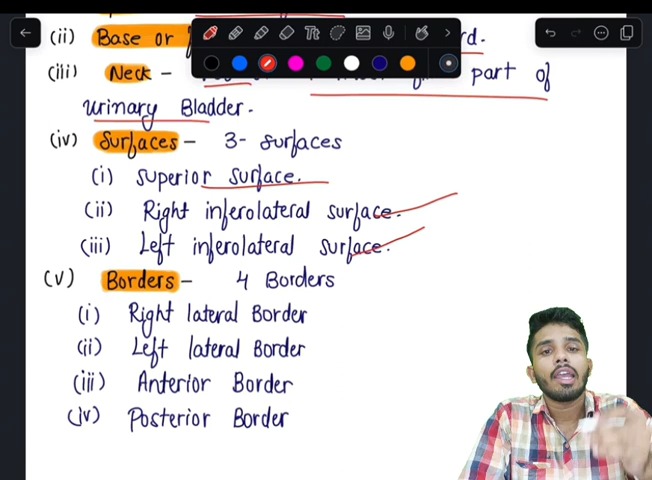 (ii) Base or rd.
(iii) Neck - part of
Urinary Bladder.
(iv) Surfaces - 3- surfaces
(i) Superior surface.
(ii) Right inferolateral surface.
(iii) Left inferolateral surface.
(v) Borders - 4 Borders
(i) Right lateral Border
(ii) Left lateral Border
(iii) Anterior Border
(iv) Posterior Border